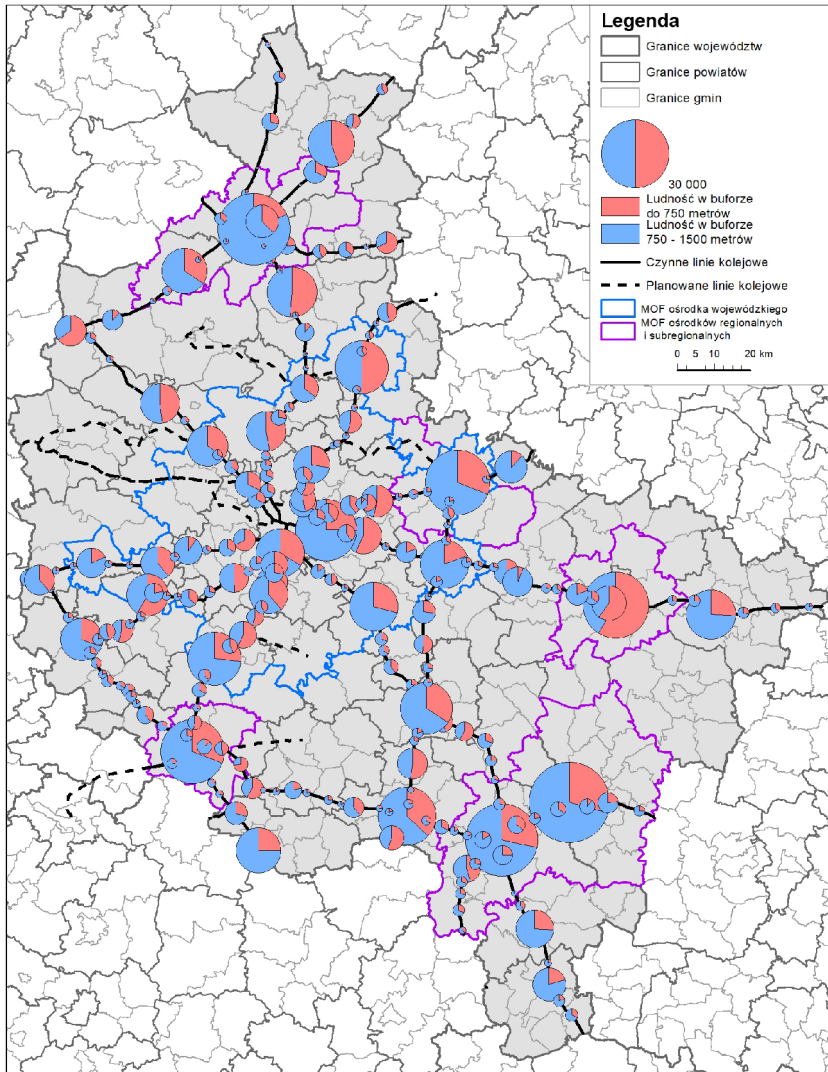 Legenda
Granice województw
Granice powiatów
Granice gmin
30 000
Ludność w buforze
do 750 metrów
Ludność w buforze
750 - 1500 metrów
Czynne linie kolejowe
Planowane linie kolejowe
MOF ośrodka wojewódzkiego
MOF ośrodków regionalnych
i subregionalnych
0 5 10 20 km